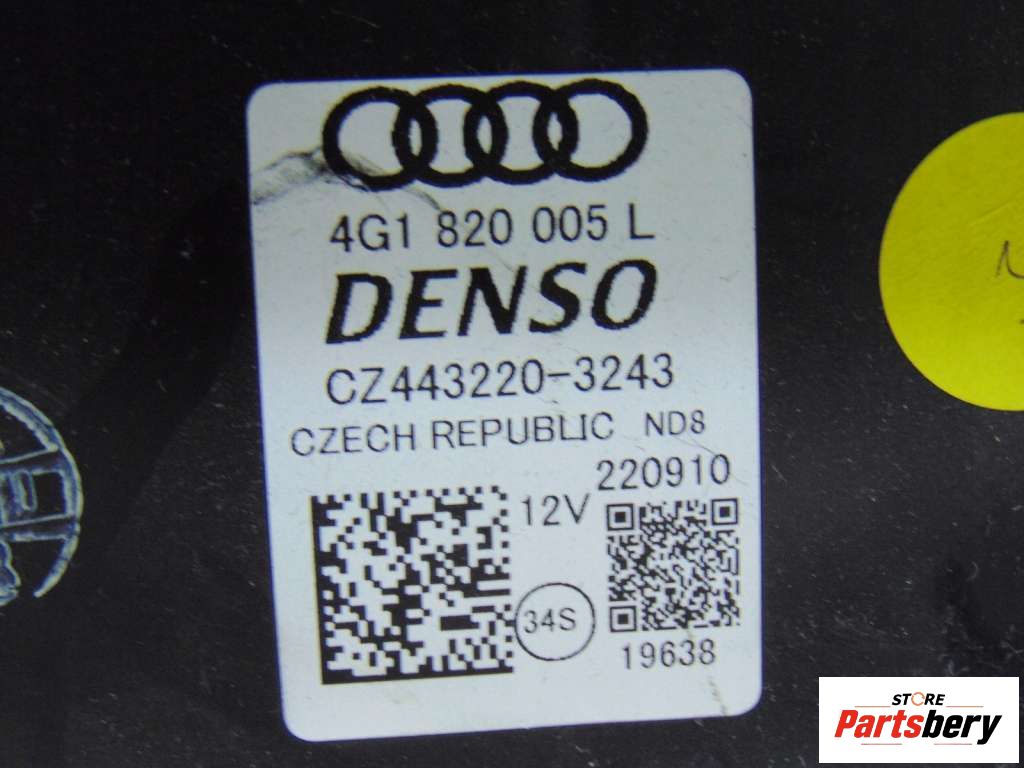 4G1 820 005 L
DENSO
CZ443220-3243
CZECH REPUBLIC ND8
220910
12V
34S
19638
STORE
Partsbery